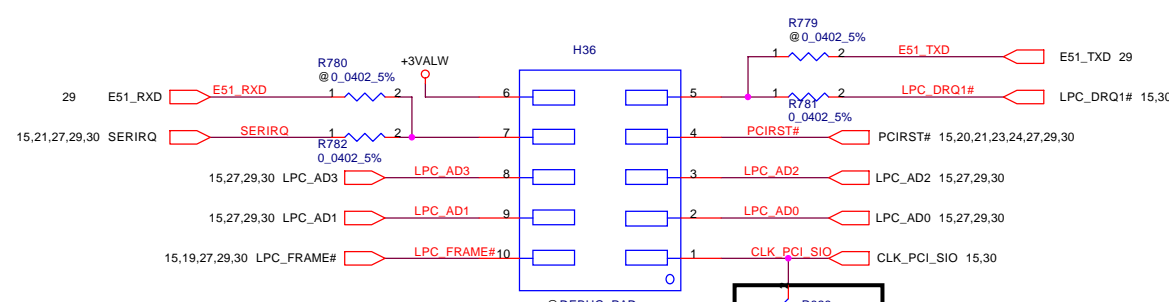 R779
@ 0_0402_5%
H36
1 2 E51_TXD E51_TXD 29
R780
@ 0_0402_5%
+3VALW
29 E51_RXD E51_RXD 1 2 6 5 1 2 LPC_DRQ1# LPC_DRQ1# 15,30
R781
0_0402_5%
15,21,27,29,30 SERIRQ SERIRQ 1 2 7 4 PCIRST# PCIRST# 15,20,21,23,24,27,29,30
R782
0_0402_5%
15,27,29,30 LPC_AD3 LPC_AD3 8 3 LPC_AD2 LPC_AD2 15,27,29,30
15,27,29,30 LPC_AD1 LPC_AD1 9 2 LPC_AD0 LPC_AD0 15,27,29,30
15,19,27,29,30 LPC_FRAME# LPC_FRAME# 10 1 CLK_PCI_SIO CLK_PCI_SIO 15,30